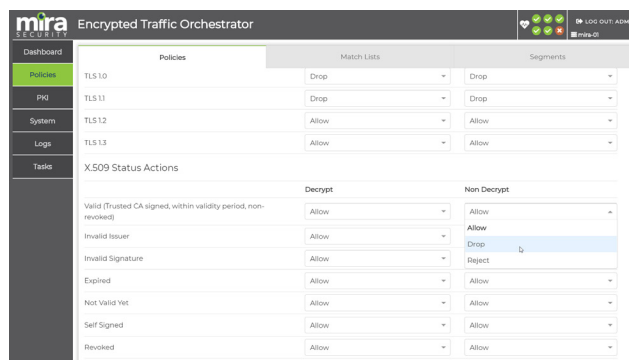 mira
SECURITY
Encrypted Traffic Orchestrator
LOG OUT: ADM
mira-01
Dashboard
Policies
PKI
System
Logs
Tasks
Policies Match Lists Segments
TLS 1.0 Drop Drop
TLS 1.1 Drop Drop
TLS 1.2 Allow Allow
TLS 1.3 Allow Allow
X.509 Status Actions
Decrypt Non Decrypt
Valid (Trusted CA signed, within validity period, non-
revoked) Allow Allow
Allow
Invalid Issuer Allow
Drop
Invalid Signature Allow
Reject
Expired Allow Allow
Not Valid Yet Allow Allow
Self Signed Allow Allow
Revoked Allow Allow